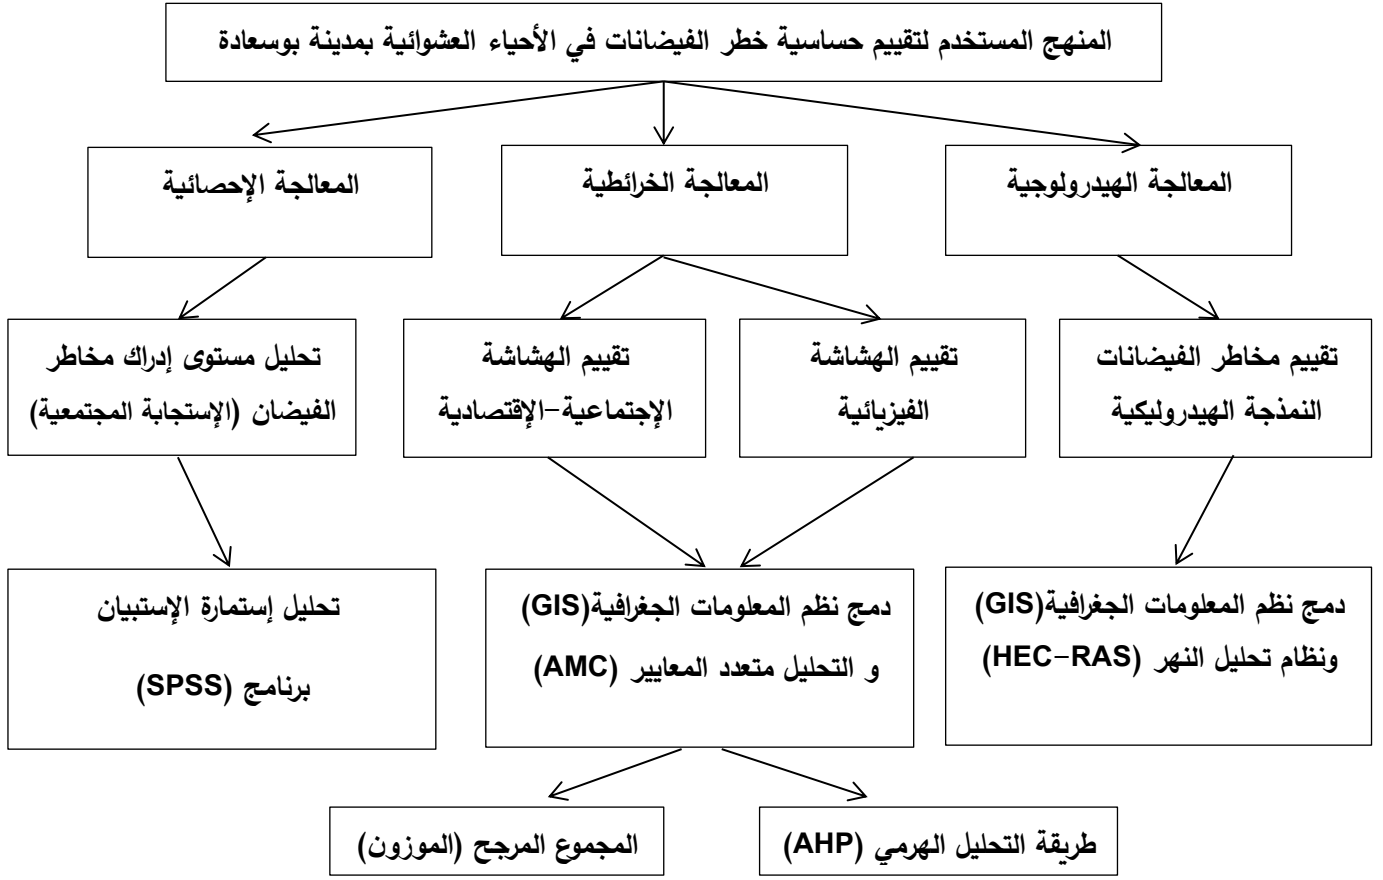 المنهج المستخدم لتقييم حساسية خطر الفيضانات في الأحياء العشوائية بمدينة بوسعادة
المعالجة الهيدرولوجية
المعالجة الخرائطية
المعالجة الإحصائية
تقييم مخاطر الفيضانات
النمذجة الهيدروليكية
تقييم الهشاشة
الفيزيائية
تقييم الهشاشة
الإجتماعية-الإقتصادية
تحليل مستوى إدراك مخاطر
الفيضان (الإستجابة المجتمعية)
دمج نظم المعلومات الجغرافية(GIS)
ونظام تحليل النهر (HEC-RAS)
دمج نظم المعلومات الجغرافية(GIS)
و التحليل متعدد المعايير (AMC)
تحليل إستمارة الإستبيان
برنامج (SPSS)
طريقة التحليل الهرمي (AHP)
المجموع المرجح (الموزون)